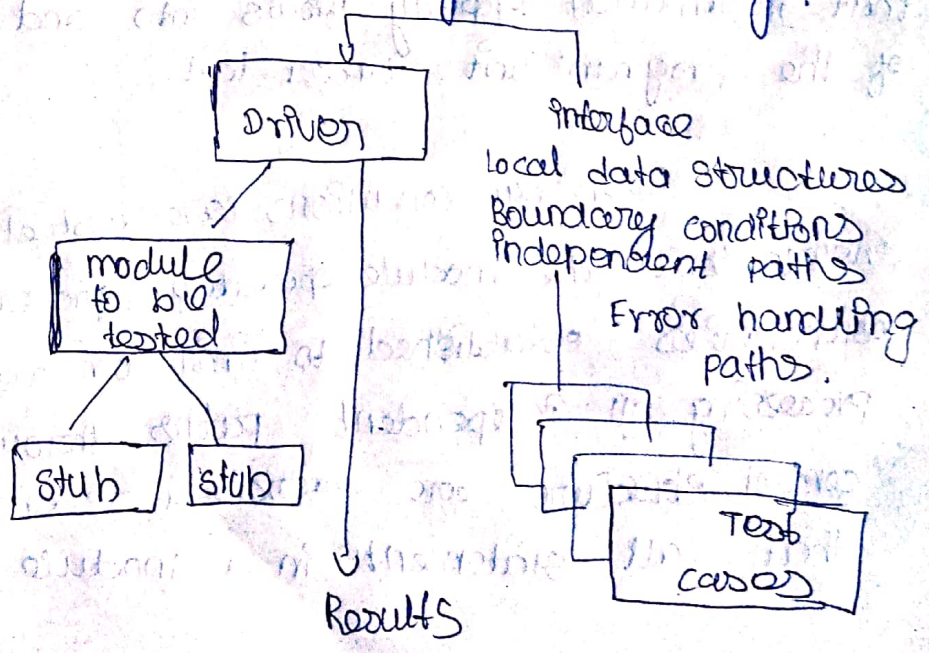 Driver
interface
Local data structures
Boundary conditions
independent paths
Error handling
paths.
module
to be
tested
stub
stub
Test
cases
Results